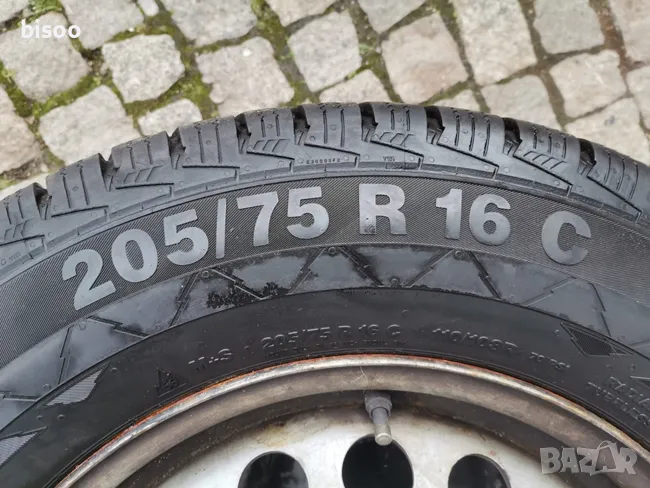 bisoo
205/75 R 16 C
M+S 205/75 R 16 C 110/108R
BAZAR